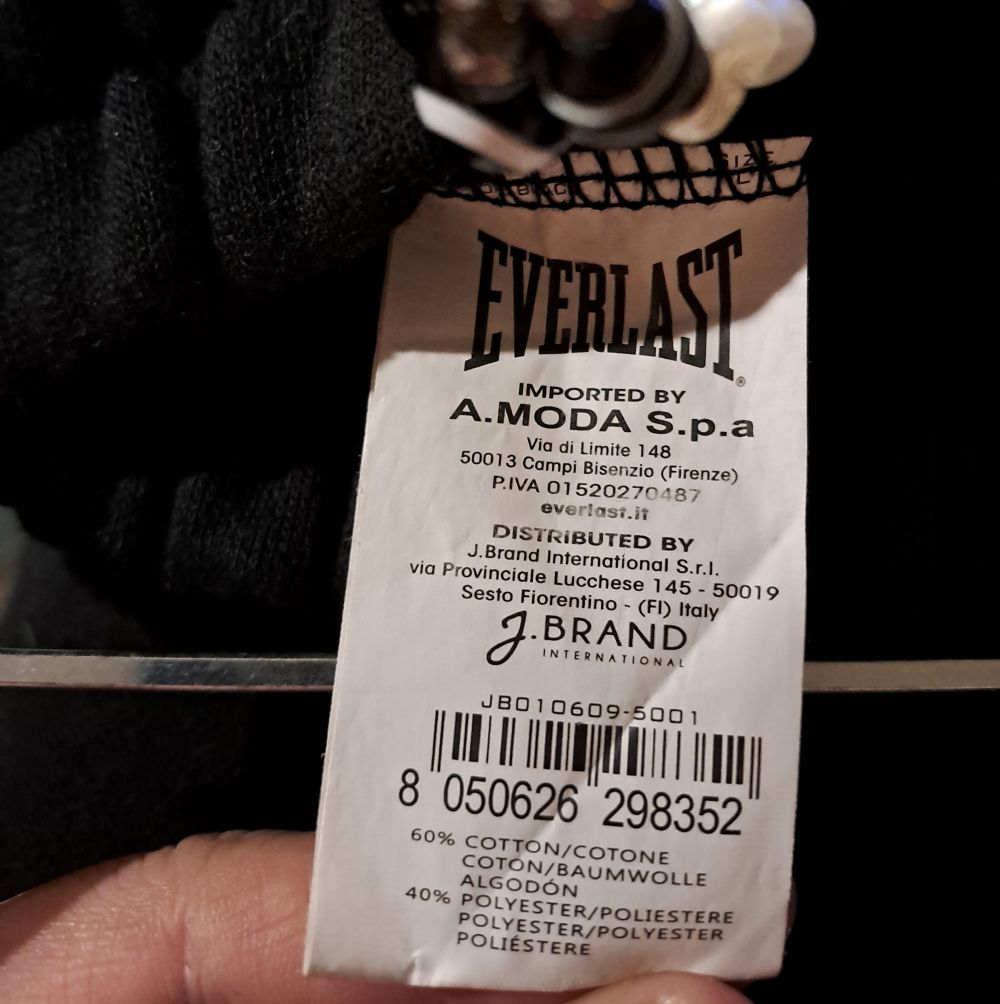 SIZE
BLACK
L
EVERLAST®
IMPORTED BY
A.MODA S.p.a
Via di Limite 148
50013 Campi Bisenzio (Firenze)
P.IVA 01520270487
everlast.it
DISTRIBUTED BY
J.Brand International S.r.l.
via Provinciale Lucchese 145 - 50019
Sesto Fiorentino - (FI) Italy
J.BRAND
INTERNATIONAL
JB010609-5001
8 050626 298352
60% COTTON/COTONE
COTON/BAUMWOLLE
ALGODÓN
40% POLYESTER/POLIESTERE
POLYESTER/POLYESTER
POLIÉSTERE